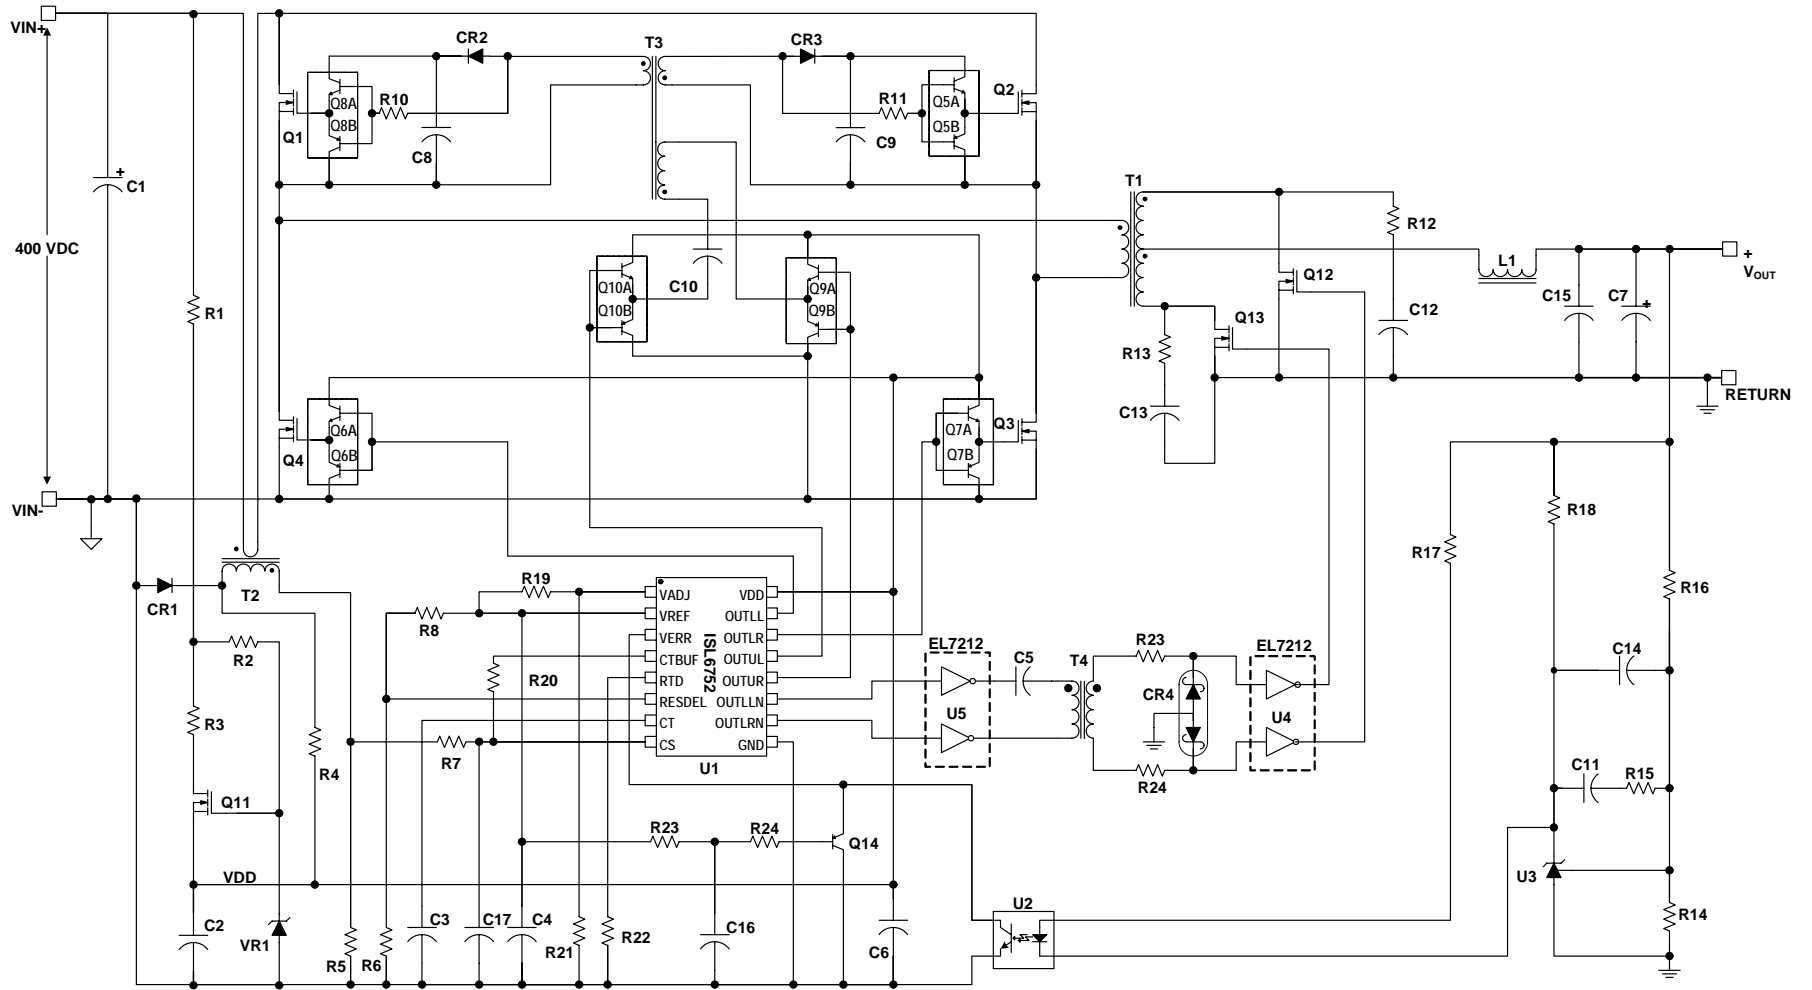 VIN+
CR2
T3
CR3
Q8A
Q8B
R10
Q1
C8
R11
C9
Q5A
Q5B
Q2
C1
T1
R12
400 VDC
Q10A
Q10B
C10
Q9A
Q9B
Q12
L1
+
VOUT
C15
C7
R1
Q13
C12
R13
C13
RETURN
Q6A
Q6B
Q4
Q7A
Q7B
Q3
VIN-
R18
R17
CR1
T2
R19
R8
R16
VADJ
VREF
VERR
CTBUF
RTD
RESDEL
CT
CS
ISL6752
VDD
OUTLL
OUTLR
OUTUL
OUTUR
OUTLLN
OUTLRN
GND
U1
R2
R20
EL7212
C5
U5
T4
R23
CR4
R24
EL7212
U4
C14
R3
R4
R7
C11
R15
Q11
R23
R24
Q14
VDD
U3
C2
VR1
R5
R6
C3
C17
C4
R21
R22
C16
C6
U2
R14